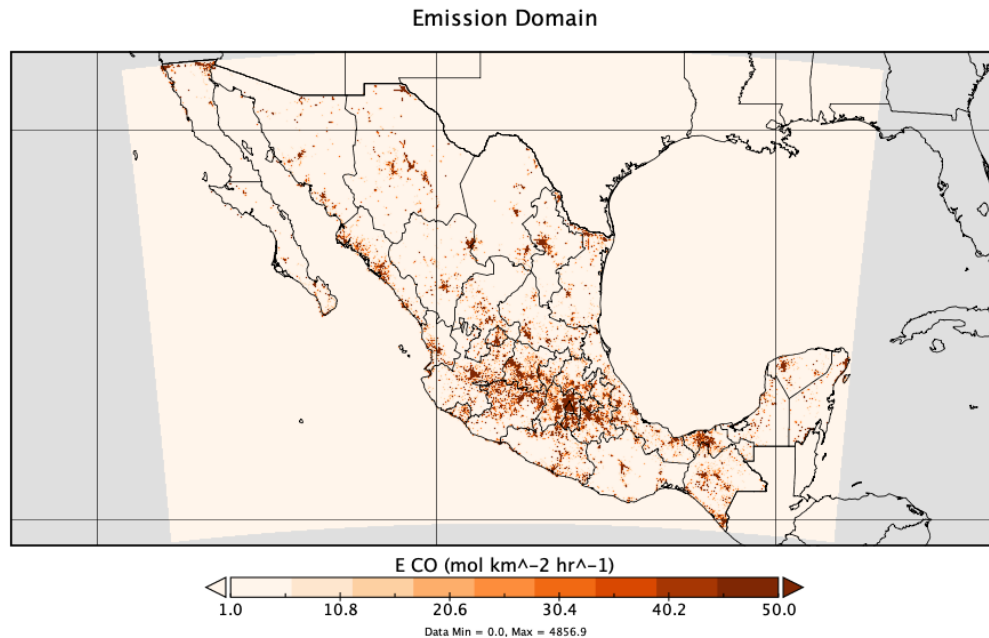 Emission Domain
E CO (mol km^-2 hr^-1)
1.0 10.8 20.6 30.4 40.2 50.0
Data Min = 0.0, Max = 4856.9